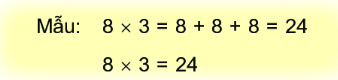 Mẫu: 8 × 3 = 8 + 8 + 8 = 24
8 × 3 = 24